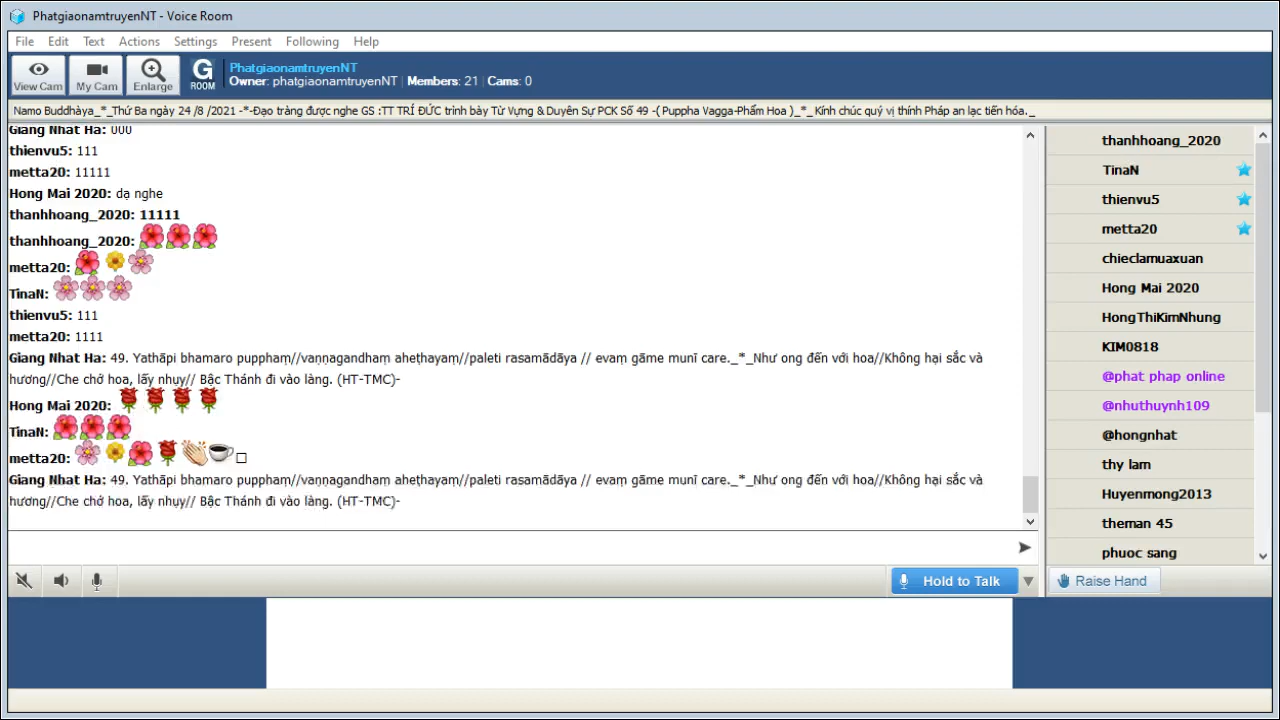 PhatgiaonamtruyenNT - Voice Room
File Edit Text Actions Settings Present Following Help
View Cam My Cam Enlarge G ROOM
PhatgiaonamtruyenNT
Owner: phatgiaonamtruyenNT | Members: 21 | Cams: 0
Namo Buddhàya_*_Thứ Ba ngày 24 /8 /2021 -*-Đạo tràng được nghe GS :TT TRÍ ĐỨC trình bày Từ Vựng & Duyên Sự PCK Số 49 -( Puppha Vagga-Phẩm Hoa )_*_Kính chúc quý vị thính Pháp an lạc tiến hóa._
Giang Nhat Ha: 000
thienvu5: 111
metta20: 11111
Hong Mai 2020: dạ nghe
thanhhoang_2020: 11111
thanhhoang_2020:
metta20:
TinaN:
thienvu5: 111
metta20: 1111
Giang Nhat Ha: 49. Yathāpi bhamaro pupphaṃ//vaṇṇagandhaṃ aheṭhayaṃ//paleti rasamādāya // evaṃ gāme munī care._*_Như ong đến với hoa//Không hại sắc và
hương//Che chở hoa, lấy nhụy// Bậc Thánh đi vào làng. (HT-TMC)-
Hong Mai 2020:
TinaN:
metta20:
Giang Nhat Ha: 49. Yathāpi bhamaro pupphaṃ//vaṇṇagandhaṃ aheṭhayaṃ//paleti rasamādāya // evaṃ gāme munī care._*_Như ong đến với hoa//Không hại sắc và
hương//Che chở hoa, lấy nhụy// Bậc Thánh đi vào làng. (HT-TMC)-
Hold to Talk
thanhhoang_2020
TinaN
thienvu5
metta20
chieclamuaxuan
Hong Mai 2020
HongThiKimNhung
KIM0818
@phat phap online
@nhuthuynh109
@hongnhat
thy lam
Huyenmong2013
theman 45
phuoc sang
Raise Hand